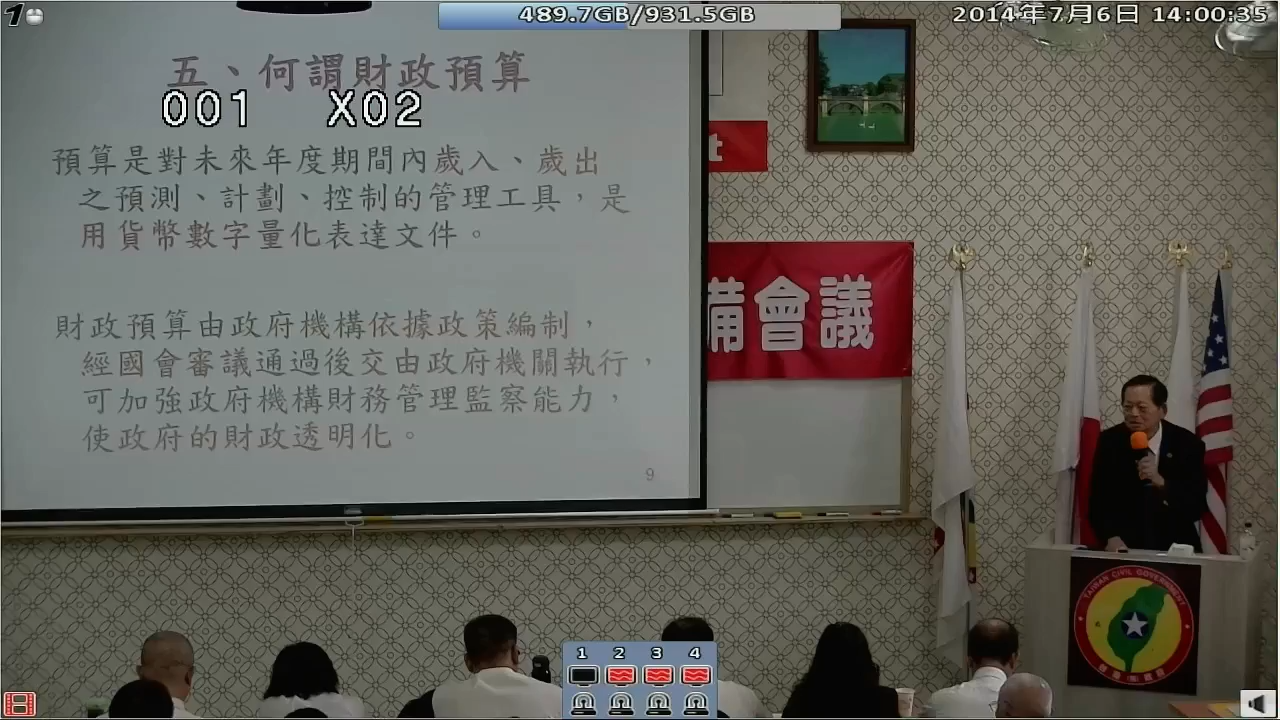 1
489.7GB/931.5GB
2014年7月6日 14:00:35
五、何謂財政預算
001 X02
預算是對未來年度期間內歲入、歲出
之預測、計劃、控制的管理工具，是
用貨幣數字量化表達文件。
財政預算由政府機構依據政策編制，
經國會審議通過後交由政府機關執行，
可加強政府機構財務管理監察能力，
使政府的財政透明化。
9
t
備會議
TAIWAN CIVIL GOVERNMENT
1 2 3 4